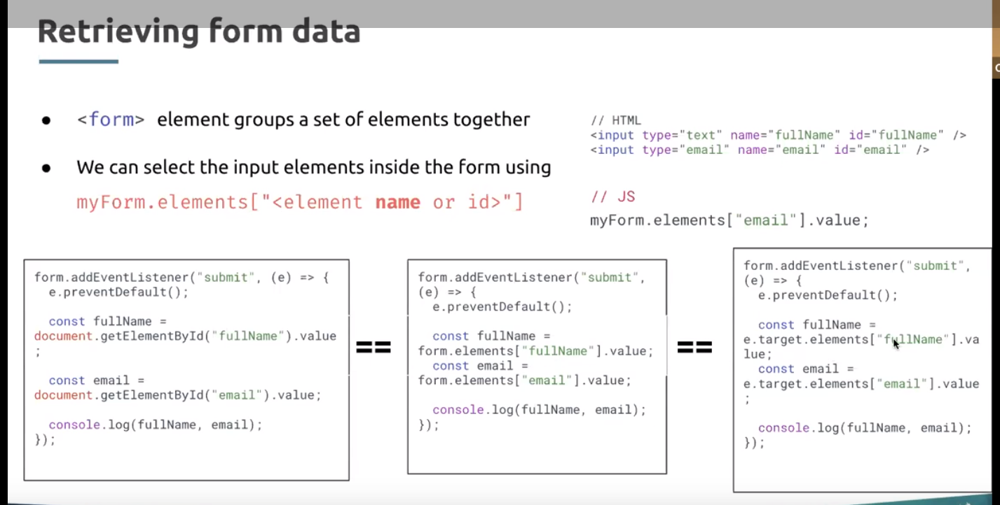 Retrieving form data
● <form> element groups a set of elements together
● We can select the input elements inside the form using
myForm.elements["<element name or id>"]
// HTML
<input type="text" name="fullName" id="fullName" />
<input type="email" name="email" id="email" />
// JS
myForm.elements["email"].value;
form.addEventListener("submit", (e) => {
e.preventDefault();
const fullName =
document.getElementById("fullName").value
;
const email =
document.getElementById("email").value;
console.log(fullName, email);
});
==
form.addEventListener("submit",
(e) => {
e.preventDefault();
const fullName =
form.elements["fullName"].value;
const email =
form.elements["email"].value;
console.log(fullName, email);
});
==
form.addEventListener("submit",
(e) => {
e.preventDefault();
const fullName =
e.target.elements["fullName"].va
lue;
const email =
e.target.elements["email"].value
;
console.log(fullName, email);
});